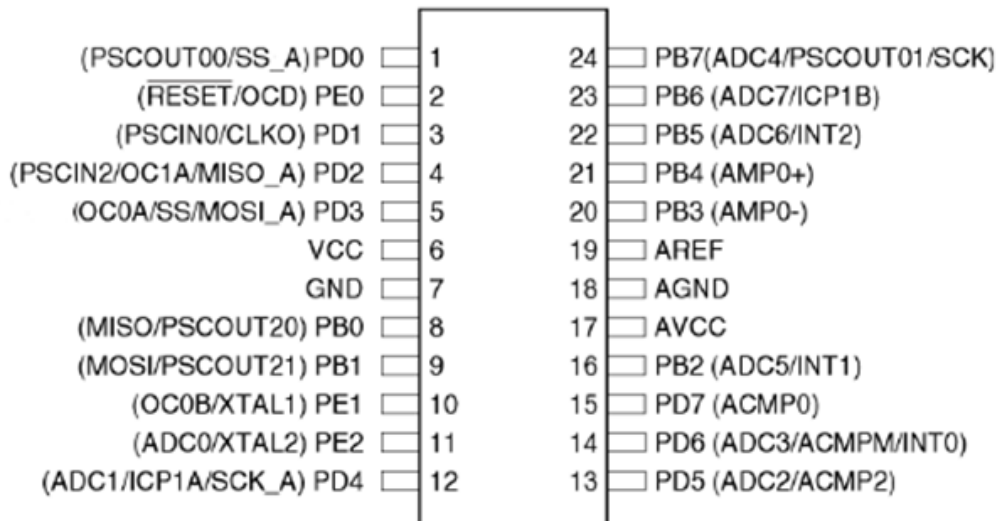 (PSCOUT00/SS_A)PD0 1 24 PB7(ADC4/PSCOUT01/SCK)
(RESET/OCD) PE0 2 23 PB6 (ADC7/ICP1B)
(PSCIN0/CLKO) PD1 3 22 PB5 (ADC6/INT2)
(PSCIN2/OC1A/MISO_A) PD2 4 21 PB4 (AMP0+)
(OC0A/SS/MOSI_A) PD3 5 20 PB3 (AMP0-)
VCC 6 19 AREF
GND 7 18 AGND
(MISO/PSCOUT20) PB0 8 17 AVCC
(MOSI/PSCOUT21) PB1 9 16 PB2 (ADC5/INT1)
(OC0B/XTAL1) PE1 10 15 PD7 (ACMP0)
(ADC0/XTAL2) PE2 11 14 PD6 (ADC3/ACMPM/INT0)
(ADC1/ICP1A/SCK_A) PD4 12 13 PD5 (ADC2/ACMP2)